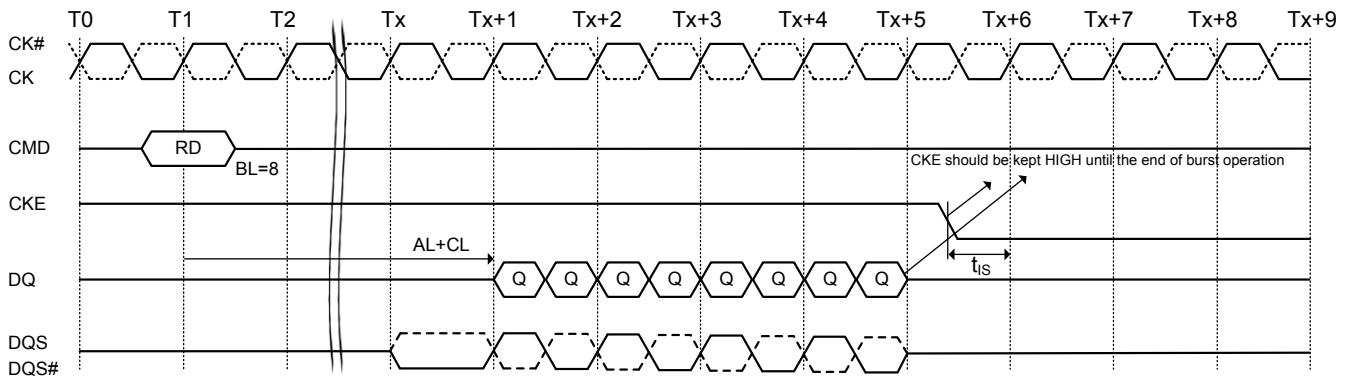 T0 T1 T2 Tx Tx+1 Tx+2 Tx+3 Tx+4 Tx+5 Tx+6 Tx+7 Tx+8 Tx+9
CK#
CK
CMD RD
BL=8
CKE should be kept HIGH until the end of burst operation
CKE
AL+CL
tIS
DQ Q Q Q Q Q Q Q Q
DQS
DQS#